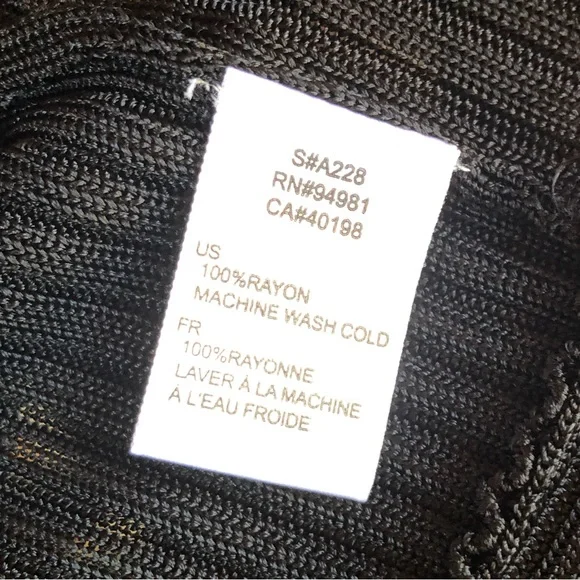 S#A228
RN#94981
CA#40198
US
100%RAYON
MACHINE WASH COLD
FR
100%RAYONNE
LAVER À LA MACHINE
À L'EAU FROIDE